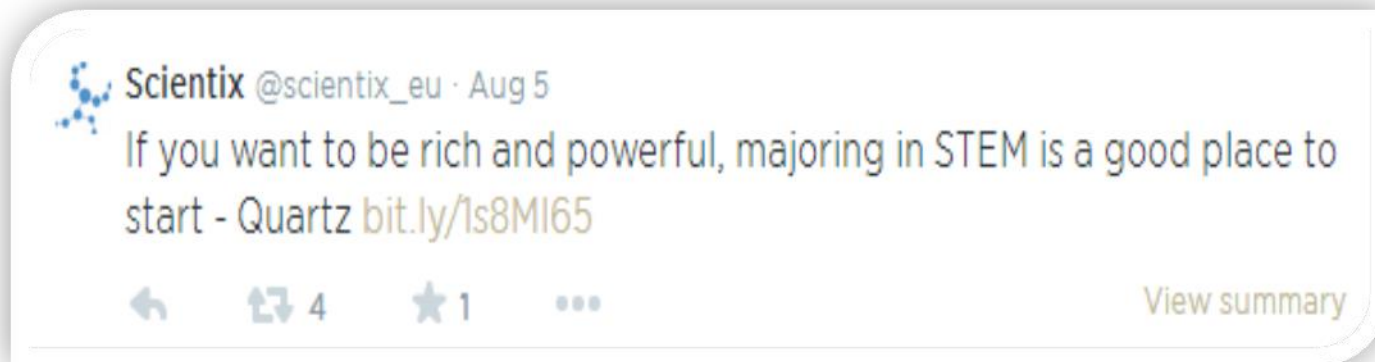 Scientix @scientix_eu · Aug 5
If you want to be rich and powerful, majoring in STEM is a good place to
start - Quartz bit.ly/1s8MI65
4 1 View summary